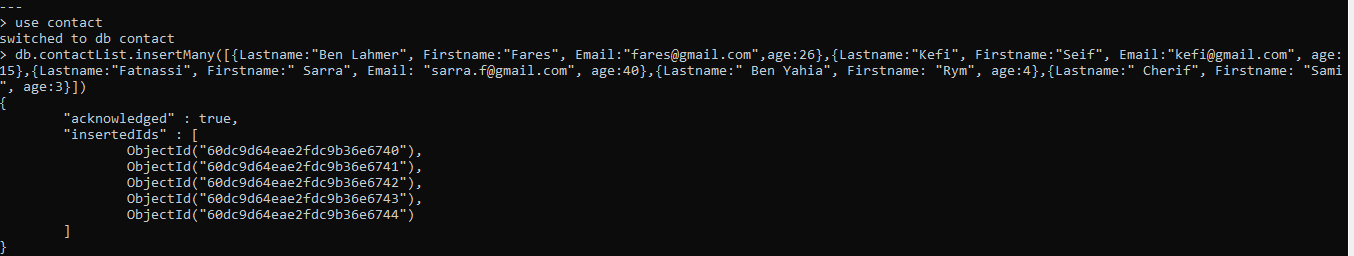 ---
> use contact
switched to db contact
> db.contactList.insertMany([{Lastname:"Ben Lahmer", Firstname:"Fares", Email:"fares@gmail.com",age:26},{Lastname:"Kefi", Firstname:"Seif", Email:"kefi@gmail.com", age:
15},{Lastname:"Fatnassi", Firstname:" Sarra", Email: "sarra.f@gmail.com", age:40},{Lastname:" Ben Yahia", Firstname: "Rym", age:4},{Lastname:" Cherif", Firstname: "Sami
", age:3}])
{
        "acknowledged" : true,
        "insertedIds" : [
                ObjectId("60dc9d64eae2fdc9b36e6740"),
                ObjectId("60dc9d64eae2fdc9b36e6741"),
                ObjectId("60dc9d64eae2fdc9b36e6742"),
                ObjectId("60dc9d64eae2fdc9b36e6743"),
                ObjectId("60dc9d64eae2fdc9b36e6744")
        ]
}